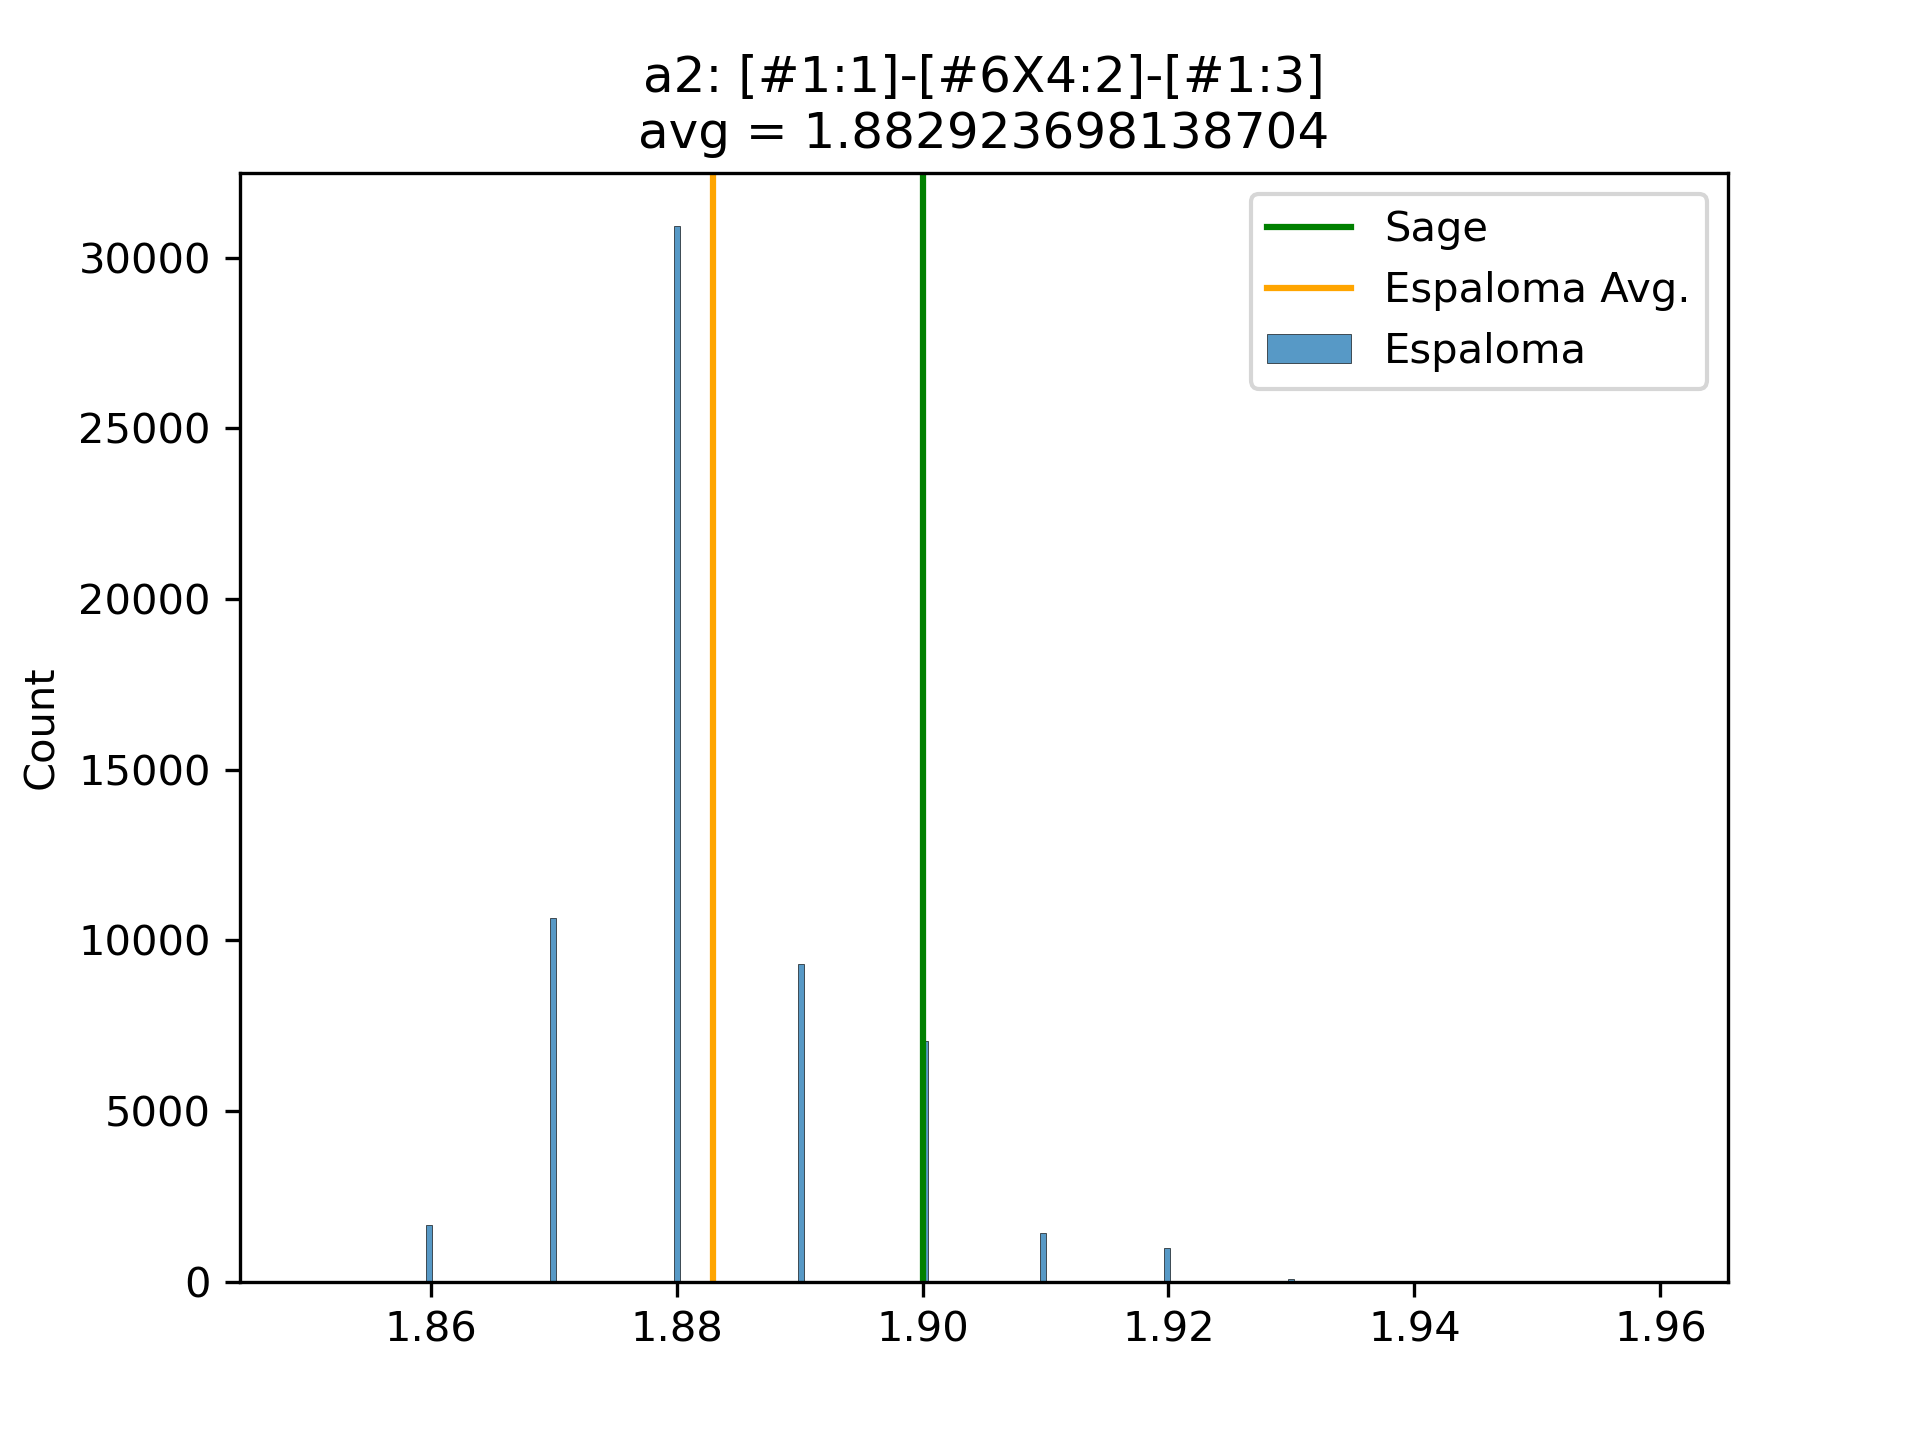 a2: [#1:1]-[#6X4:2]-[#1:3]
avg = 1.882923698138704
Sage
Espaloma Avg.
Espaloma
Count
30000
25000
20000
15000
10000
5000
0
1.86
1.88
1.90
1.92
1.94
1.96